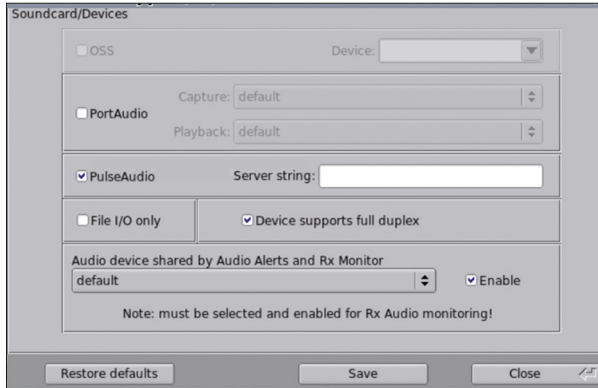 Soundcard/Devices
OSS Device:
Capture: default
PortAudio
Playback: default
PulseAudio Server string:
File I/O only Device supports full duplex
Audio device shared by Audio Alerts and Rx Monitor
default Enable
Note: must be selected and enabled for Rx Audio monitoring!
Restore defaults Save Close